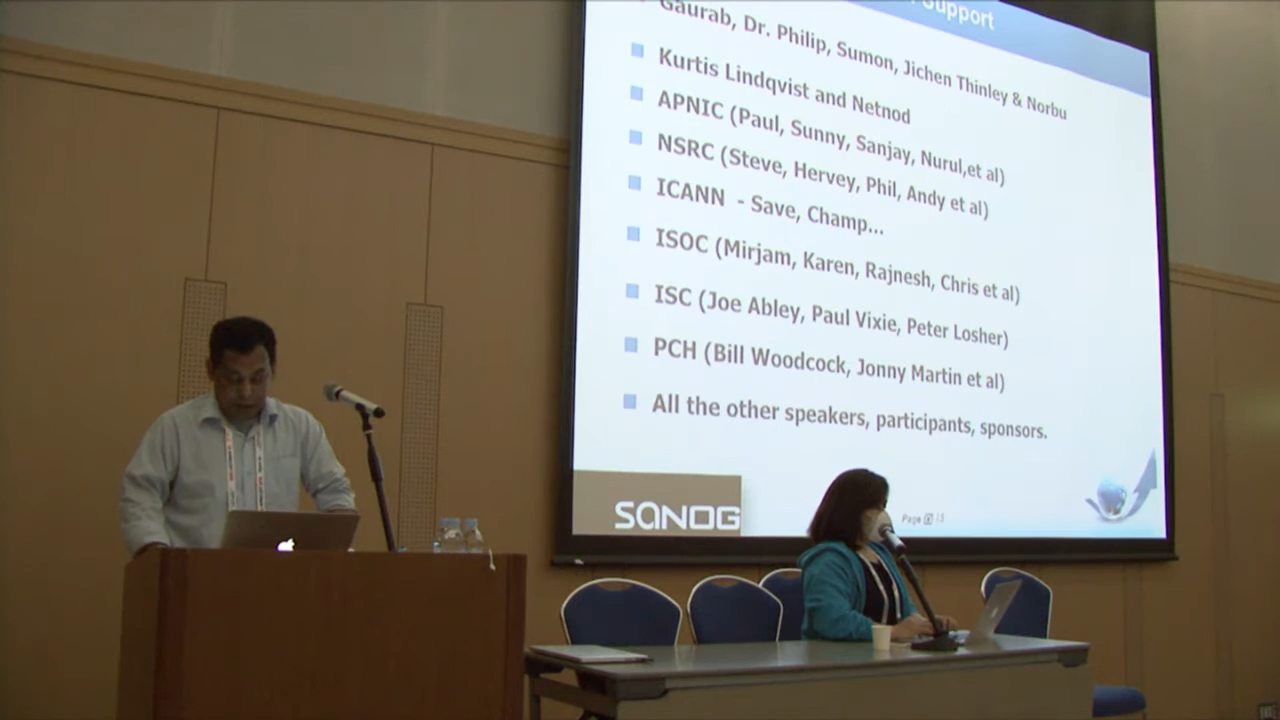 Support
Gaurab, Dr. Philip, Sumon, Jichen Thinley & Norbu
Kurtis Lindqvist and Netnod
APNIC (Paul, Sunny, Sanjay, Nurul,et al)
NSRC (Steve, Hervey, Phil, Andy et al)
ICANN - Save, Champ...
ISOC (Mirjam, Karen, Rajnesh, Chris et al)
ISC (Joe Abley, Paul Vixie, Peter Losher)
PCH (Bill Woodcock, Jonny Martin et al)
All the other speakers, participants, sponsors.
SANOG
Page 15